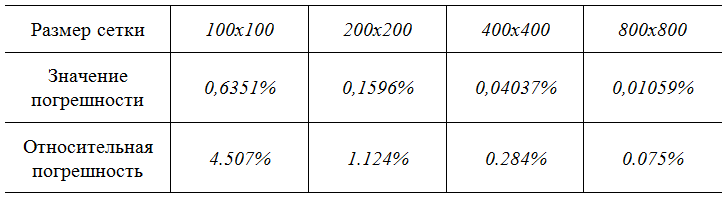 Размер сетки 100x100 200x200 400x400 800x800
Значение
погрешности 0,6351% 0,1596% 0,04037% 0,01059%
Относительная
погрешность 4.507% 1.124% 0.284% 0.075%